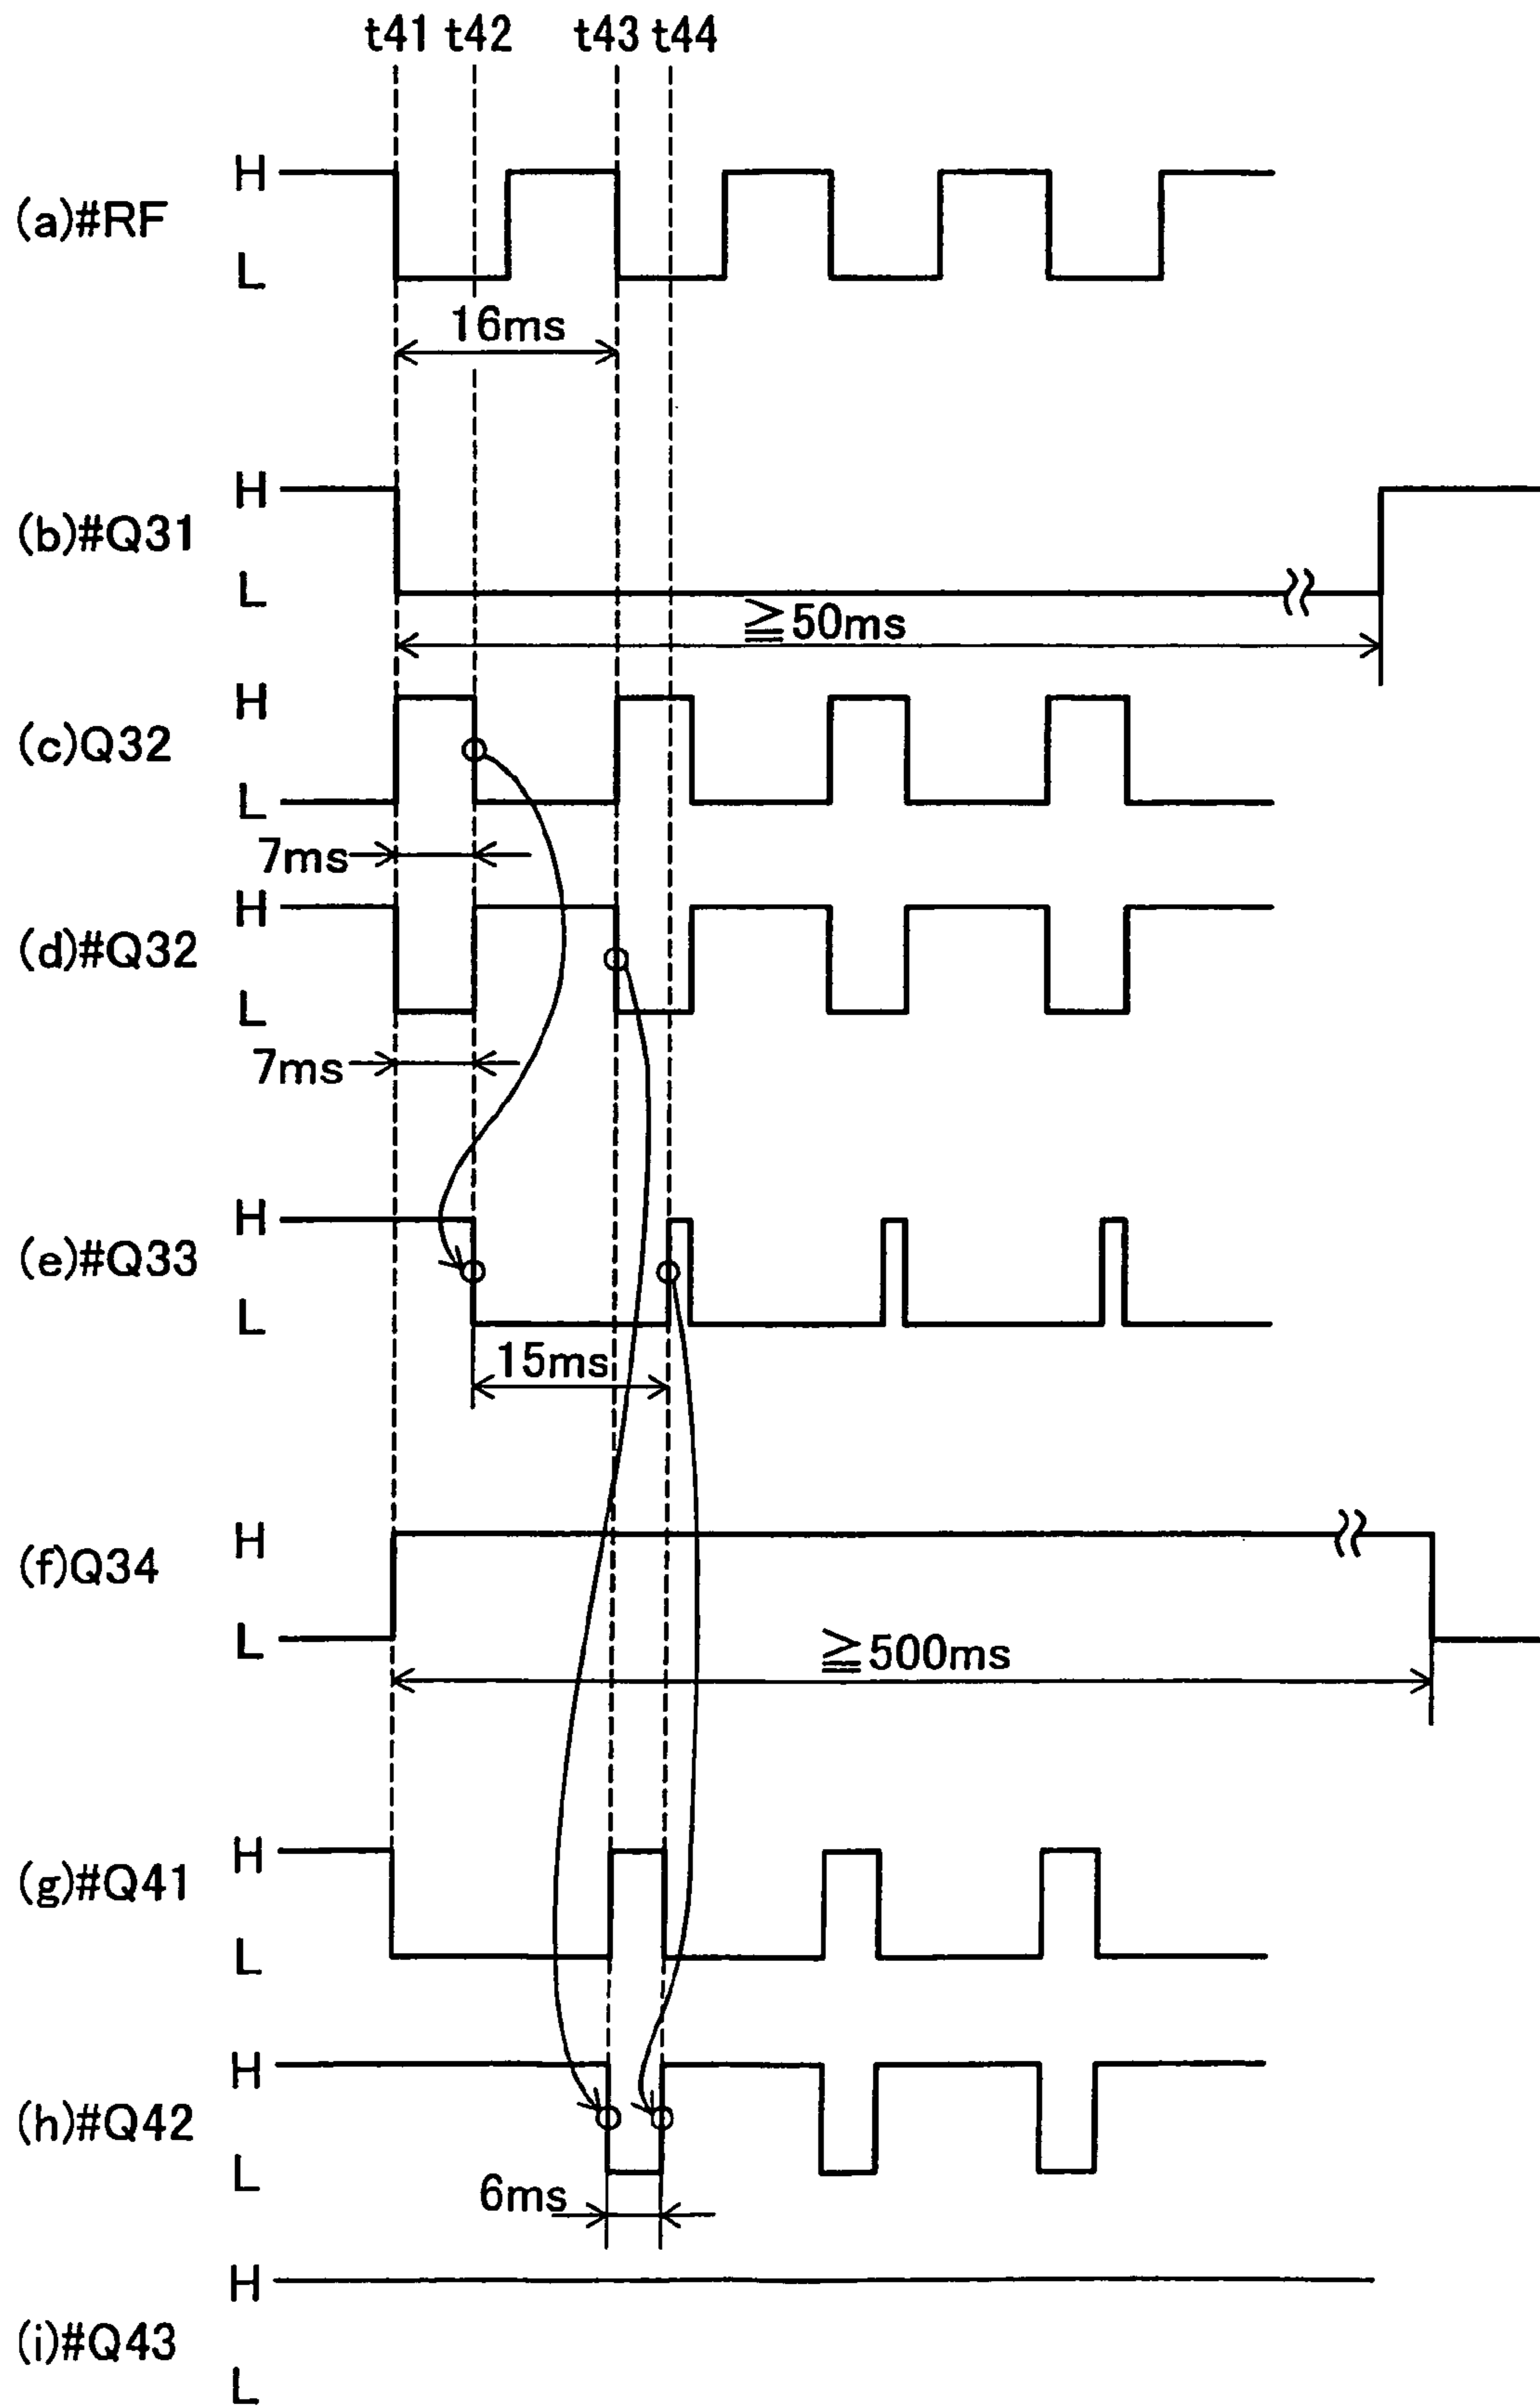 t41 t42 t43 t44
H
(a)#RF
L
16ms
H
(b)#Q31
L
≧50ms
H
(c)Q32
L
7ms
H
(d)#Q32
L
7ms
H
(e)#Q33
L
15ms
H
(f)Q34
L
≧500ms
H
(g)#Q41
L
H
(h)#Q42
L
6ms
H
(i)#Q43
L